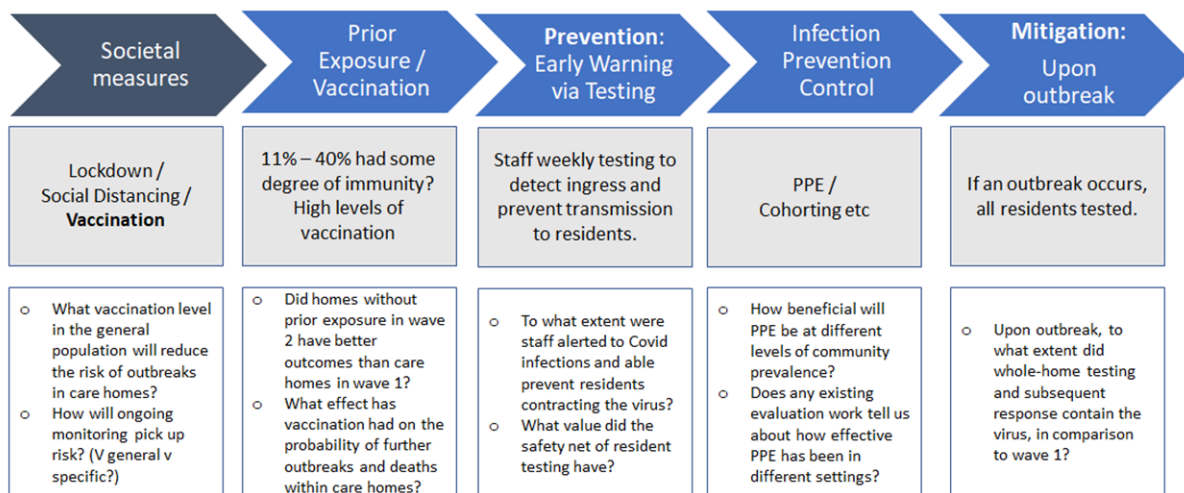 Societal
measures
Prior
Exposure /
Vaccination
Prevention:
Early Warning
via Testing
Infection
Prevention
Control
Mitigation:
Upon
outbreak
Lockdown /
Social Distancing /
Vaccination
11% – 40% had some
degree of immunity?
High levels of
vaccination
Staff weekly testing to
detect ingress and
prevent transmission
to residents.
PPE /
Cohorting etc
If an outbreak occurs,
all residents tested.
o What vaccination level
in the general
population will reduce
the risk of outbreaks
in care homes?
o How will ongoing
monitoring pick up
risk? (V general v
specific?)
o Did homes without
prior exposure in wave
2 have better
outcomes than care
homes in wave 1?
o What effect has
vaccination had on the
probability of further
outbreaks and deaths
within care homes?
o To what extent were
staff alerted to Covid
infections and able
prevent residents
contracting the virus?
o What value did the
safety net of resident
testing have?
o How beneficial will
PPE be at different
levels of community
prevalence?
o Does any existing
evaluation work tell us
about how effective
PPE has been in
different settings?
o Upon outbreak, to
what extent did
whole-home testing
and subsequent
response contain the
virus, in comparison
to wave 1?